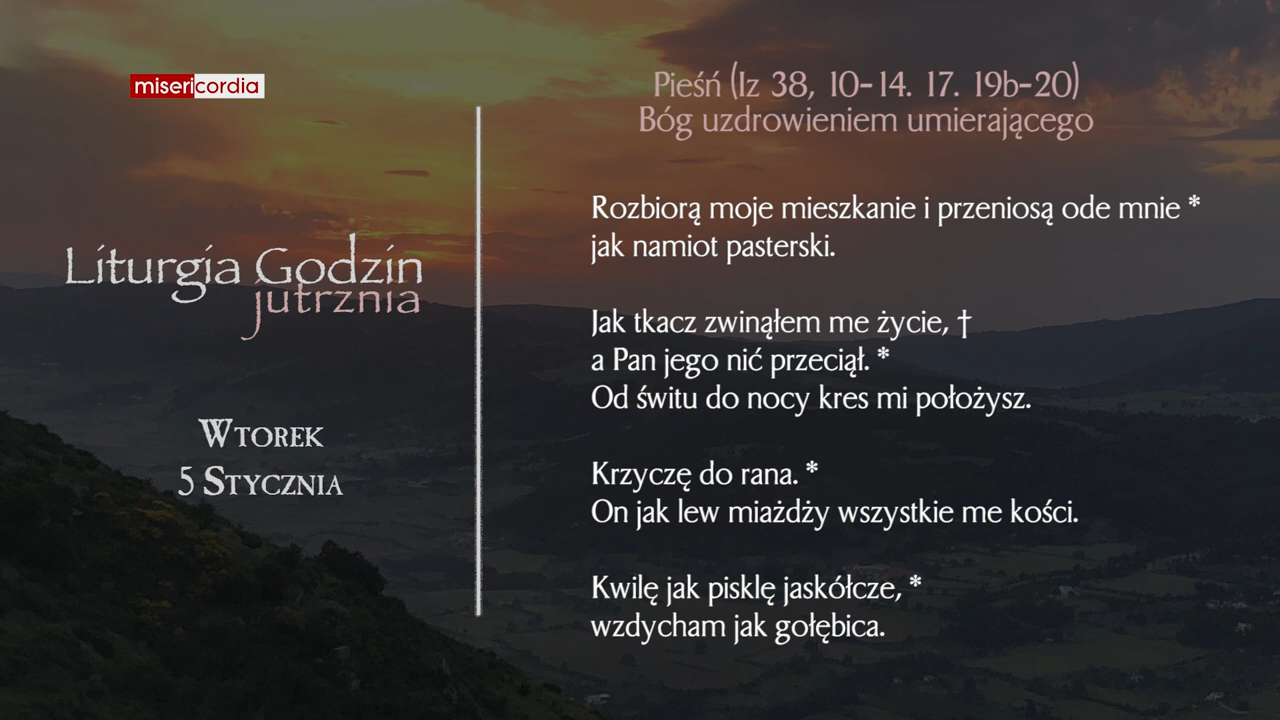 misericordia
Liturgia Godzin
jutrznia
Wtorek
5 Stycznia
Pieśń (Iz 38, 10-14. 17. 19b-20)
Bóg uzdrowieniem umierającego
Rozbiorą moje mieszkanie i przeniosą ode mnie *
jak namiot pasterski.
Jak tkacz zwinąłem me życie, †
a Pan jego nić przeciął. *
Od świtu do nocy kres mi położysz.
Krzyczę do rana. *
On jak lew miażdży wszystkie me kości.
Kwilę jak pisklę jaskółcze, *
wzdycham jak gołębica.